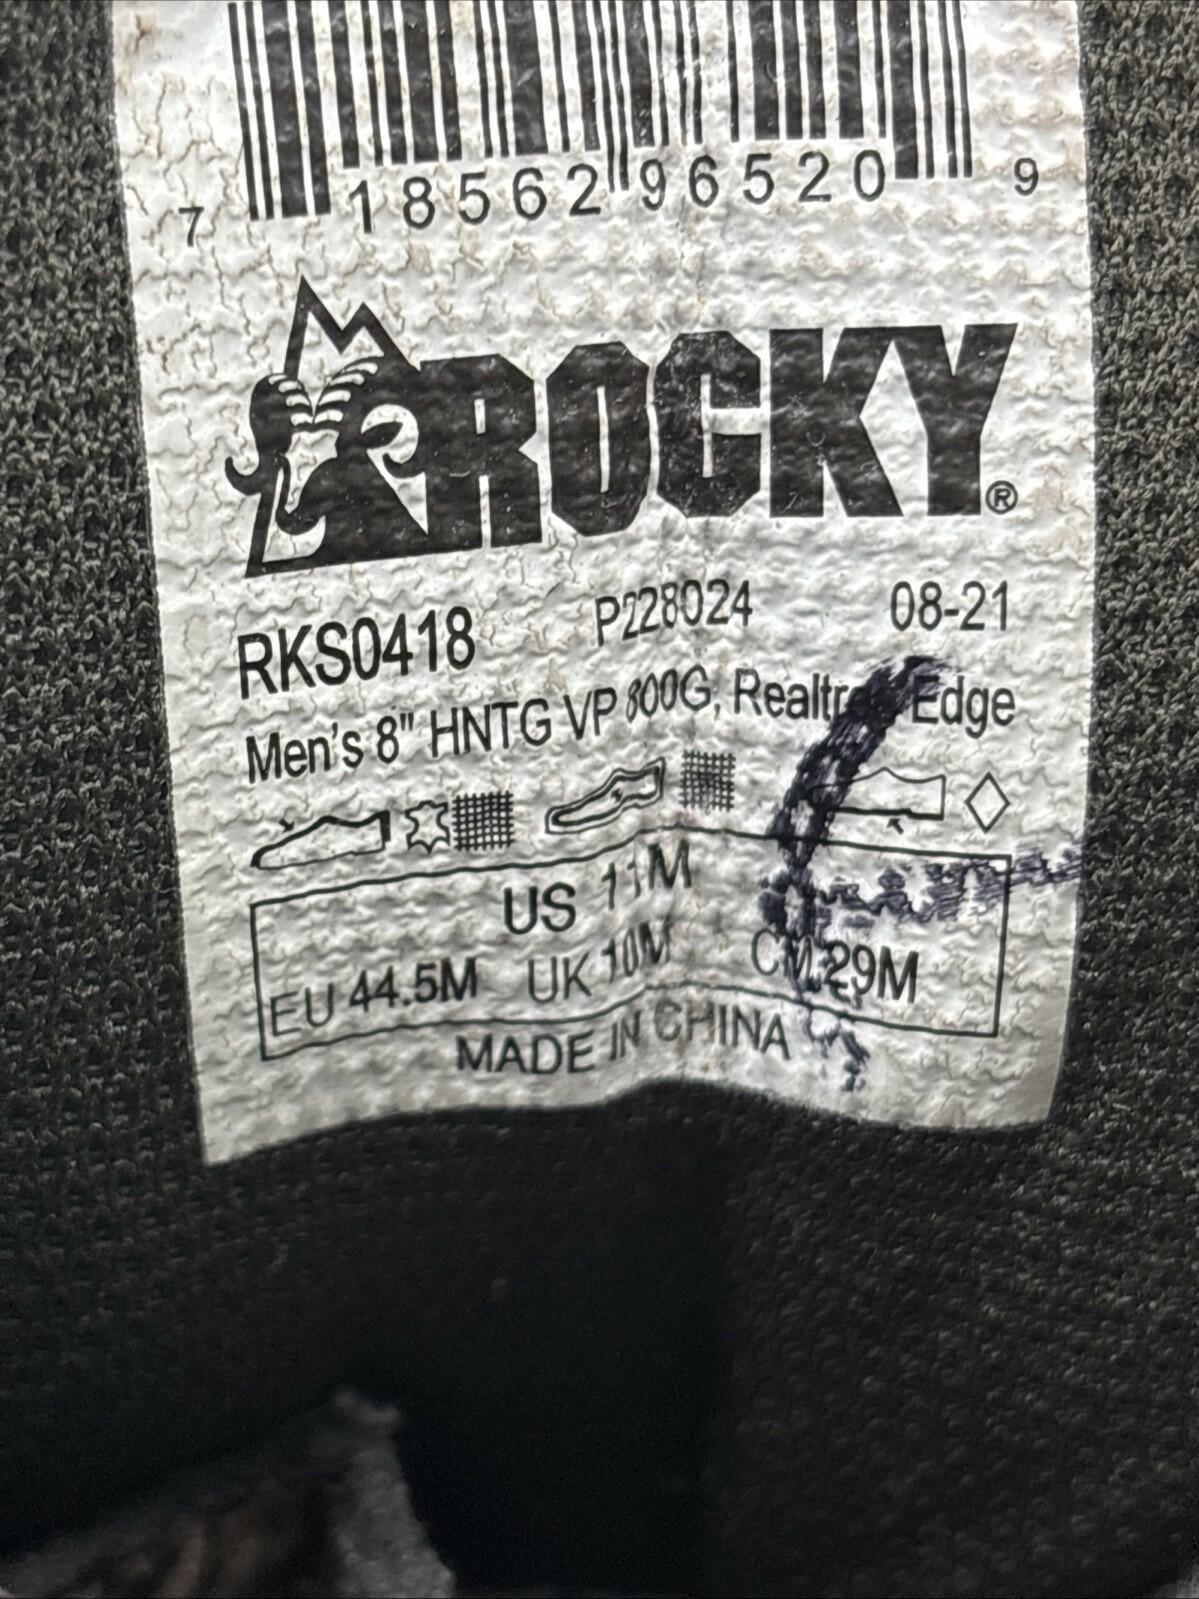 7 18562 96520 9
ROCKY®
RKS0418 P228024 08-21
Men's 8" HNTG VP 800G, Realtree Edge
US 11M
EU 44.5M UK 10M CM 29M
MADE IN CHINA